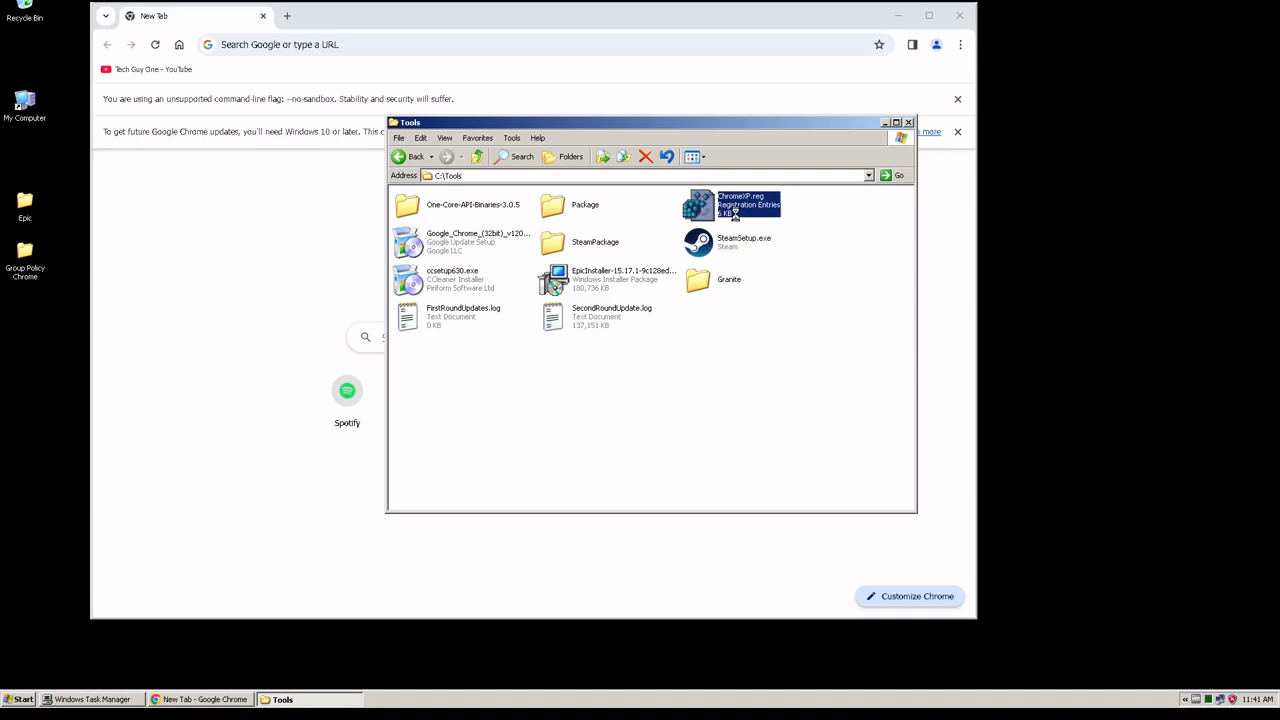 Recycle Bin
My Computer
Epic
Group Policy
Chrome
New Tab
Search Google or type a URL
Tech Guy One - YouTube
You are using an unsupported command-line flag: --no-sandbox. Stability and security will suffer.
To get future Google Chrome updates, you'll need Windows 10 or later. This c
more
Tools
File Edit View Favorites Tools Help
Back Search Folders
Address C:\Tools Go
One-Core-API-Binaries-3.0.5
Package
ChromeXP.reg
Registration Entries
6 KB
Google_Chrome_(32bit)_v120...
Google Update Setup
Google LLC
SteamPackage
SteamSetup.exe
Steam
ccsetup630.exe
CCleaner Installer
Piriform Software Ltd
EpicInstaller-15.17.1-9c128ed...
Windows Installer Package
180,736 KB
Granite
FirstRoundUpdates.log
Text Document
0 KB
SecondRoundUpdate.log
Text Document
137,151 KB
Spotify
Customize Chrome
Start Windows Task Manager New Tab - Google Chrome Tools 11:41 AM